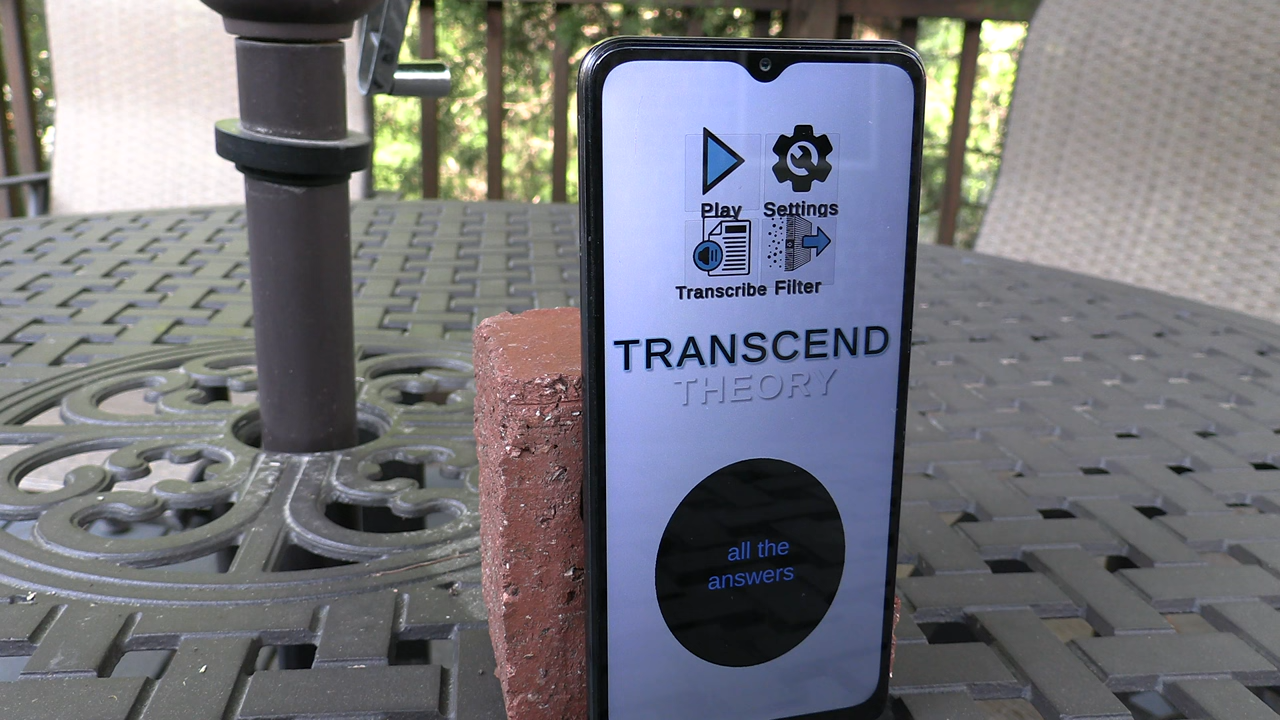 Play Settings
Transcribe Filter
TRANSCEND
THEORY
all the
answers